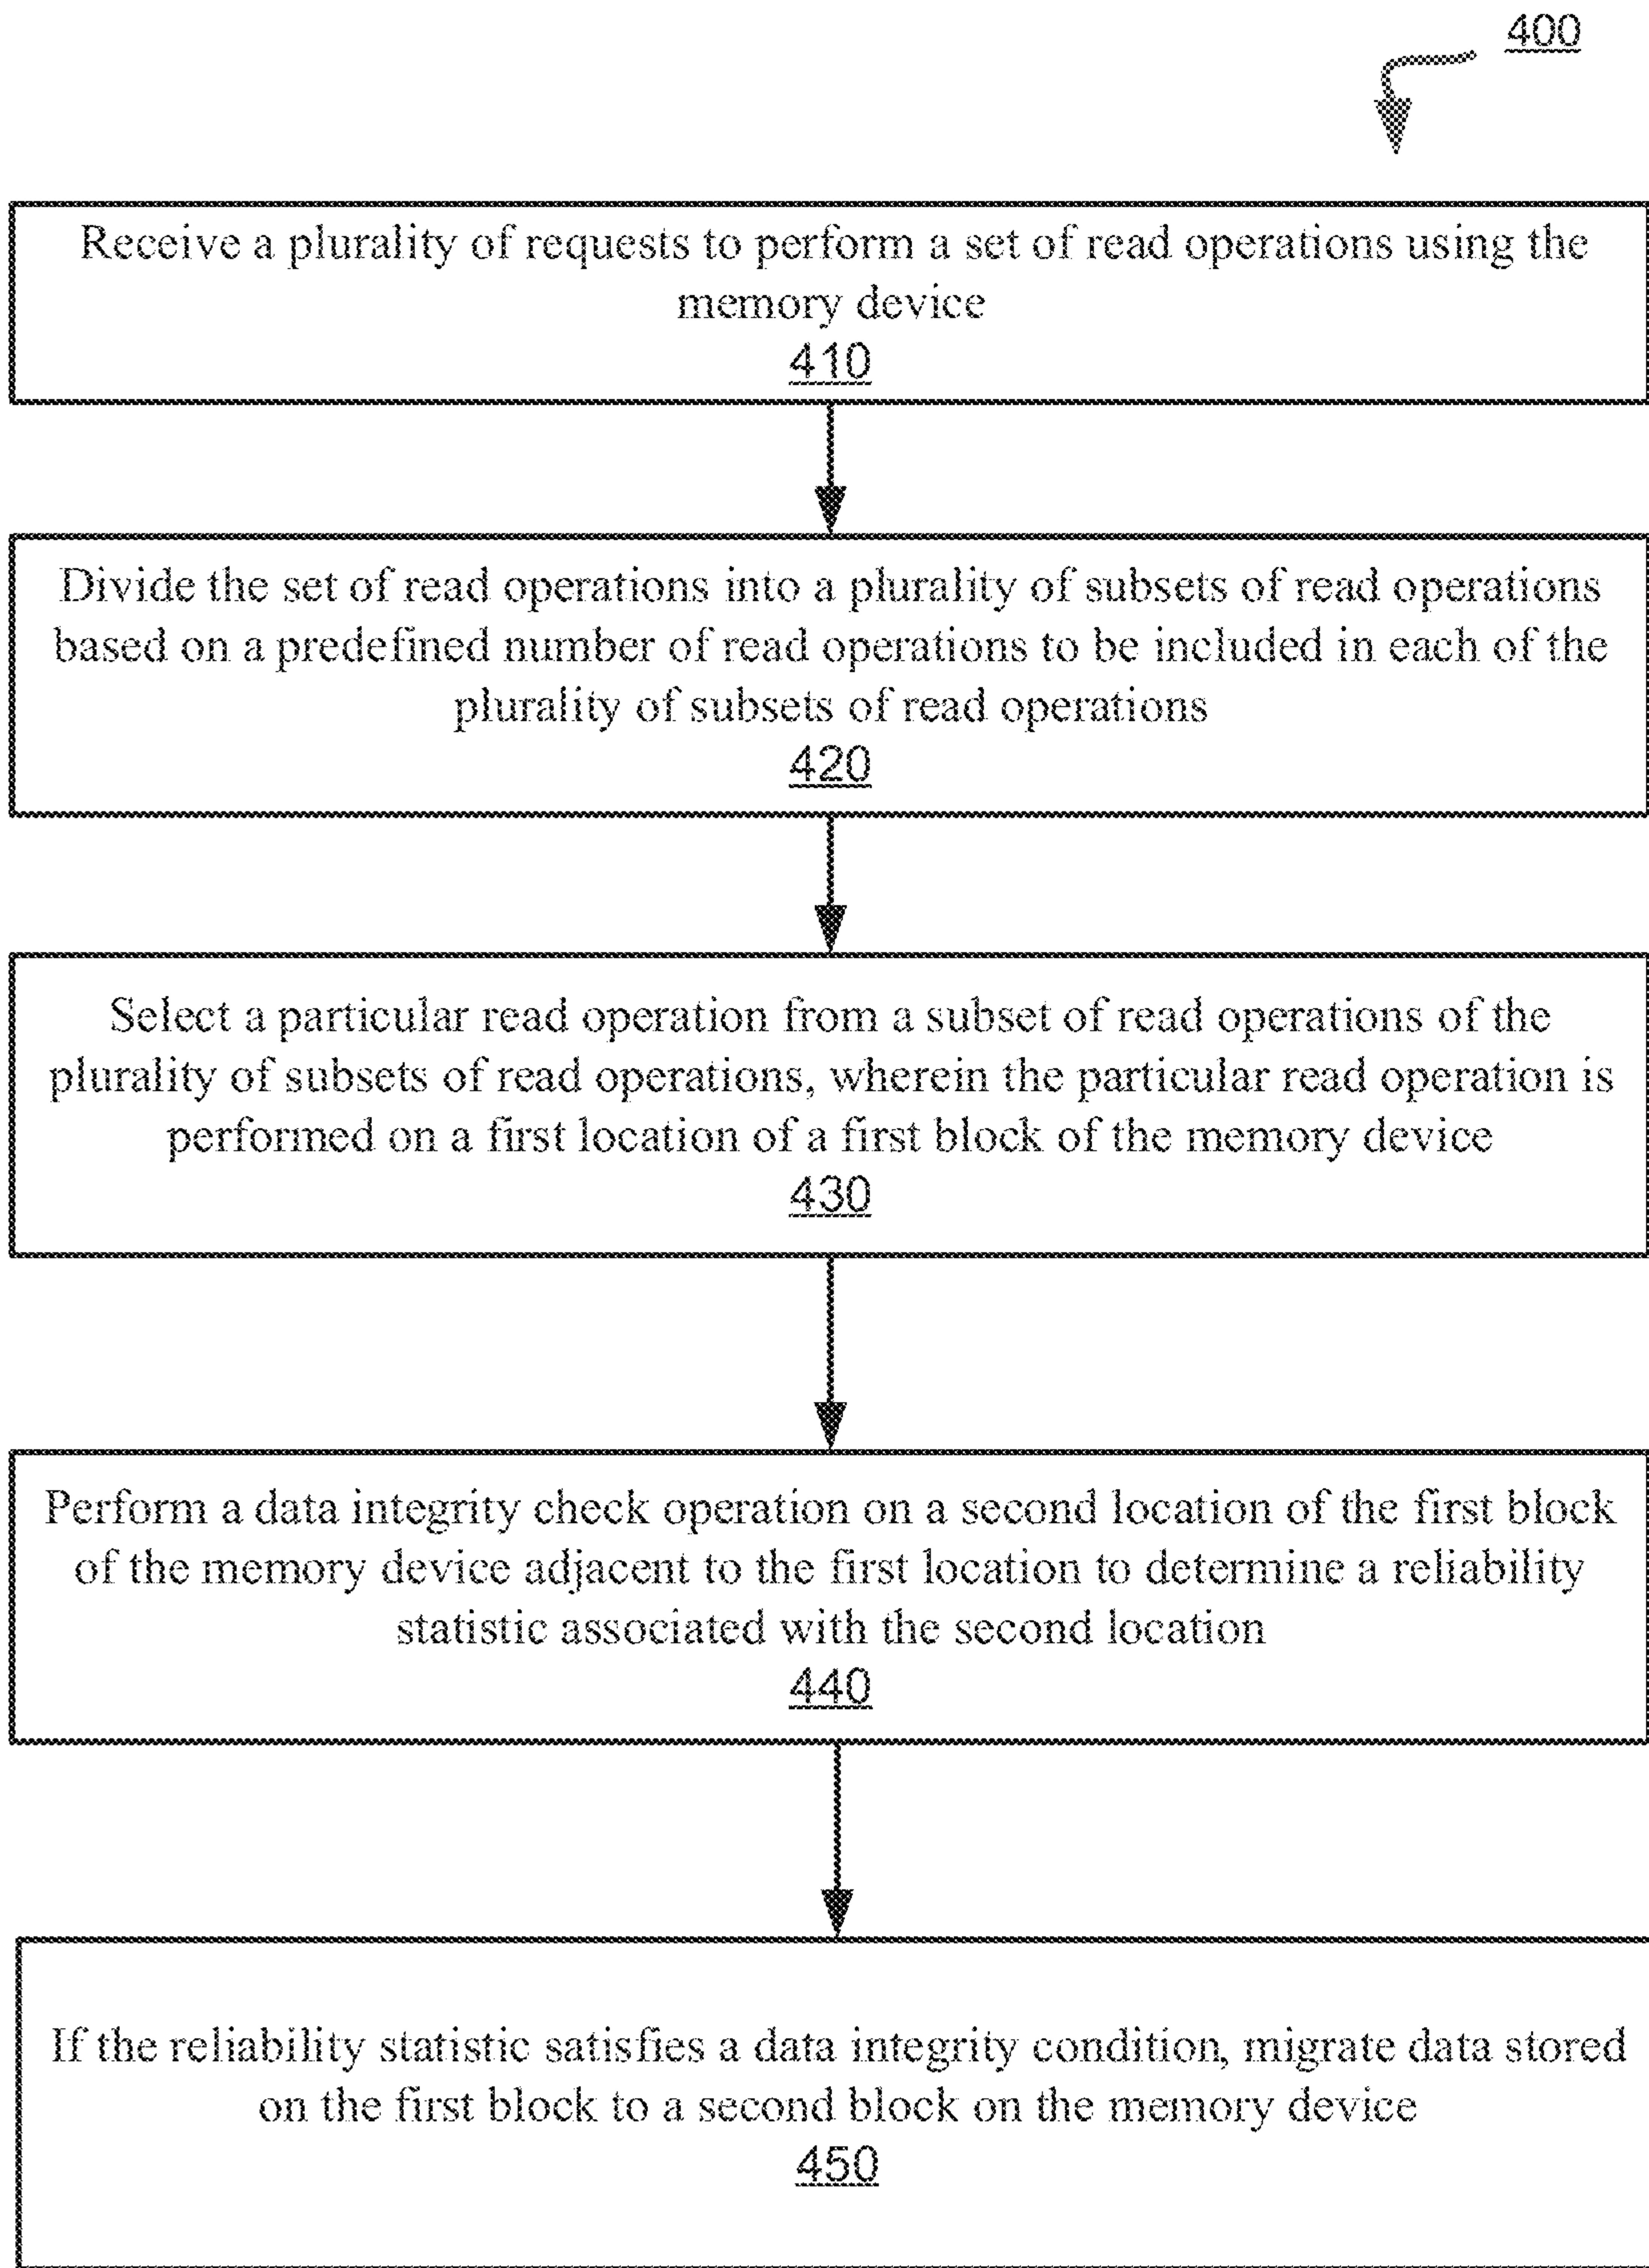 400
Receive a plurality of requests to perform a set of read operations using the
memory device
410
Divide the set of read operations into a plurality of subsets of read operations
based on a predefined number of read operations to be included in each of the
plurality of subsets of read operations
420
Select a particular read operation from a subset of read operations of the
plurality of subsets of read operations, wherein the particular read operation is
performed on a first location of a first block of the memory device
430
Perform a data integrity check operation on a second location of the first block
of the memory device adjacent to the first location to determine a reliability
statistic associated with the second location
440
If the reliability statistic satisfies a data integrity condition, migrate data stored
on the first block to a second block on the memory device
450